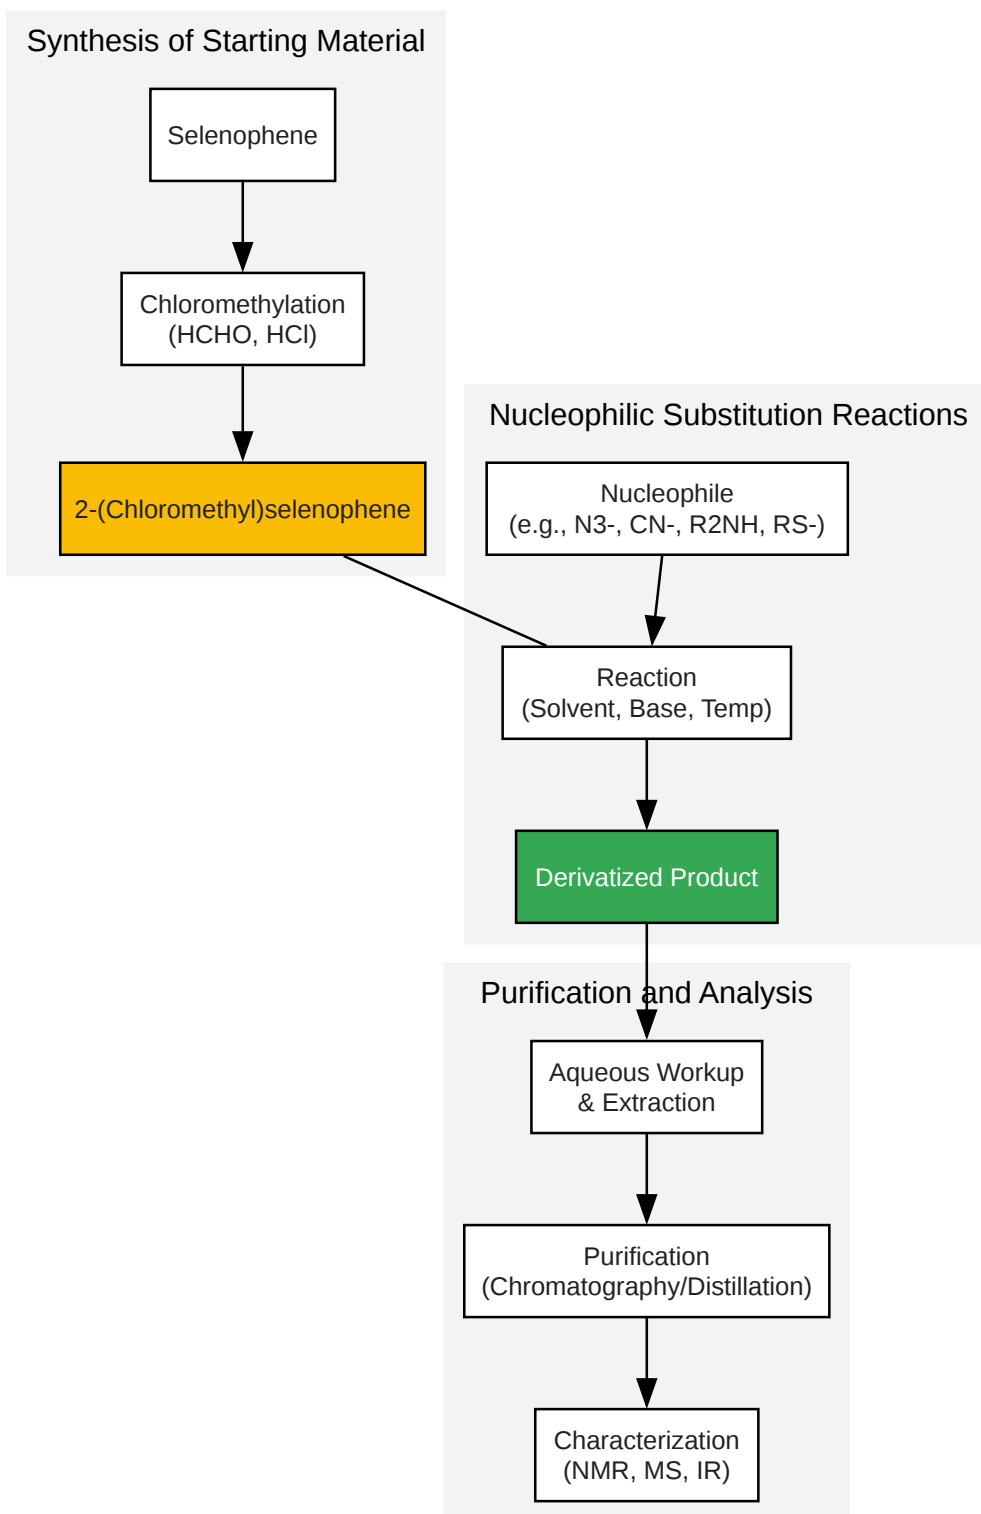 Synthesis of Starting Material
Selenophene
Chloromethylation
(HCHO, HCl)
2-(Chloromethyl)selenophene
Nucleophilic Substitution Reactions
Nucleophile
(e.g., N3-, CN-, R2NH, RS-)
Reaction
(Solvent, Base, Temp)
Derivatized Product
Purification and Analysis
Aqueous Workup
& Extraction
Purification
(Chromatography/Distillation)
Characterization
(NMR, MS, IR)